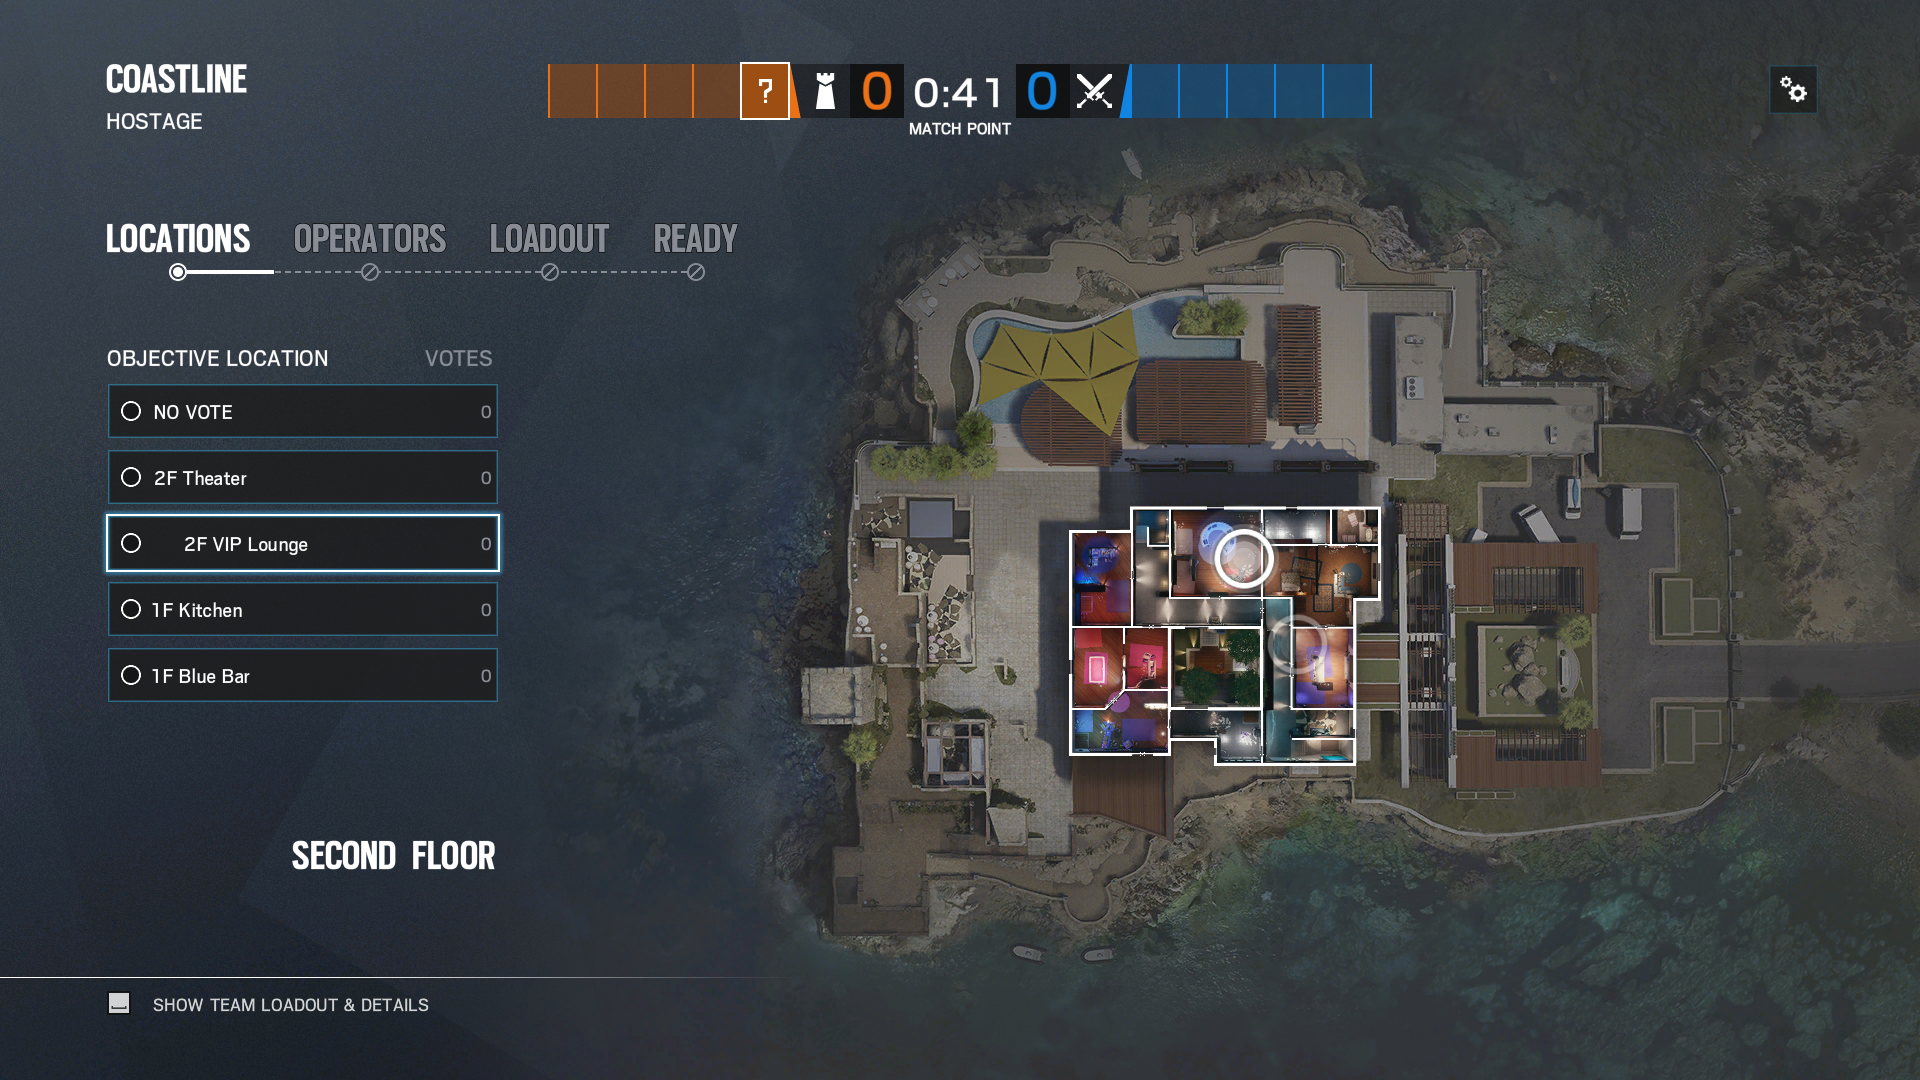 COASTLINE
HOSTAGE
? 0 0:41 0
MATCH POINT
LOCATIONS OPERATORS LOADOUT READY
OBJECTIVE LOCATION VOTES
NO VOTE 0
2F Theater 0
2F VIP Lounge 0
1F Kitchen 0
1F Blue Bar 0
SECOND FLOOR
SHOW TEAM LOADOUT & DETAILS